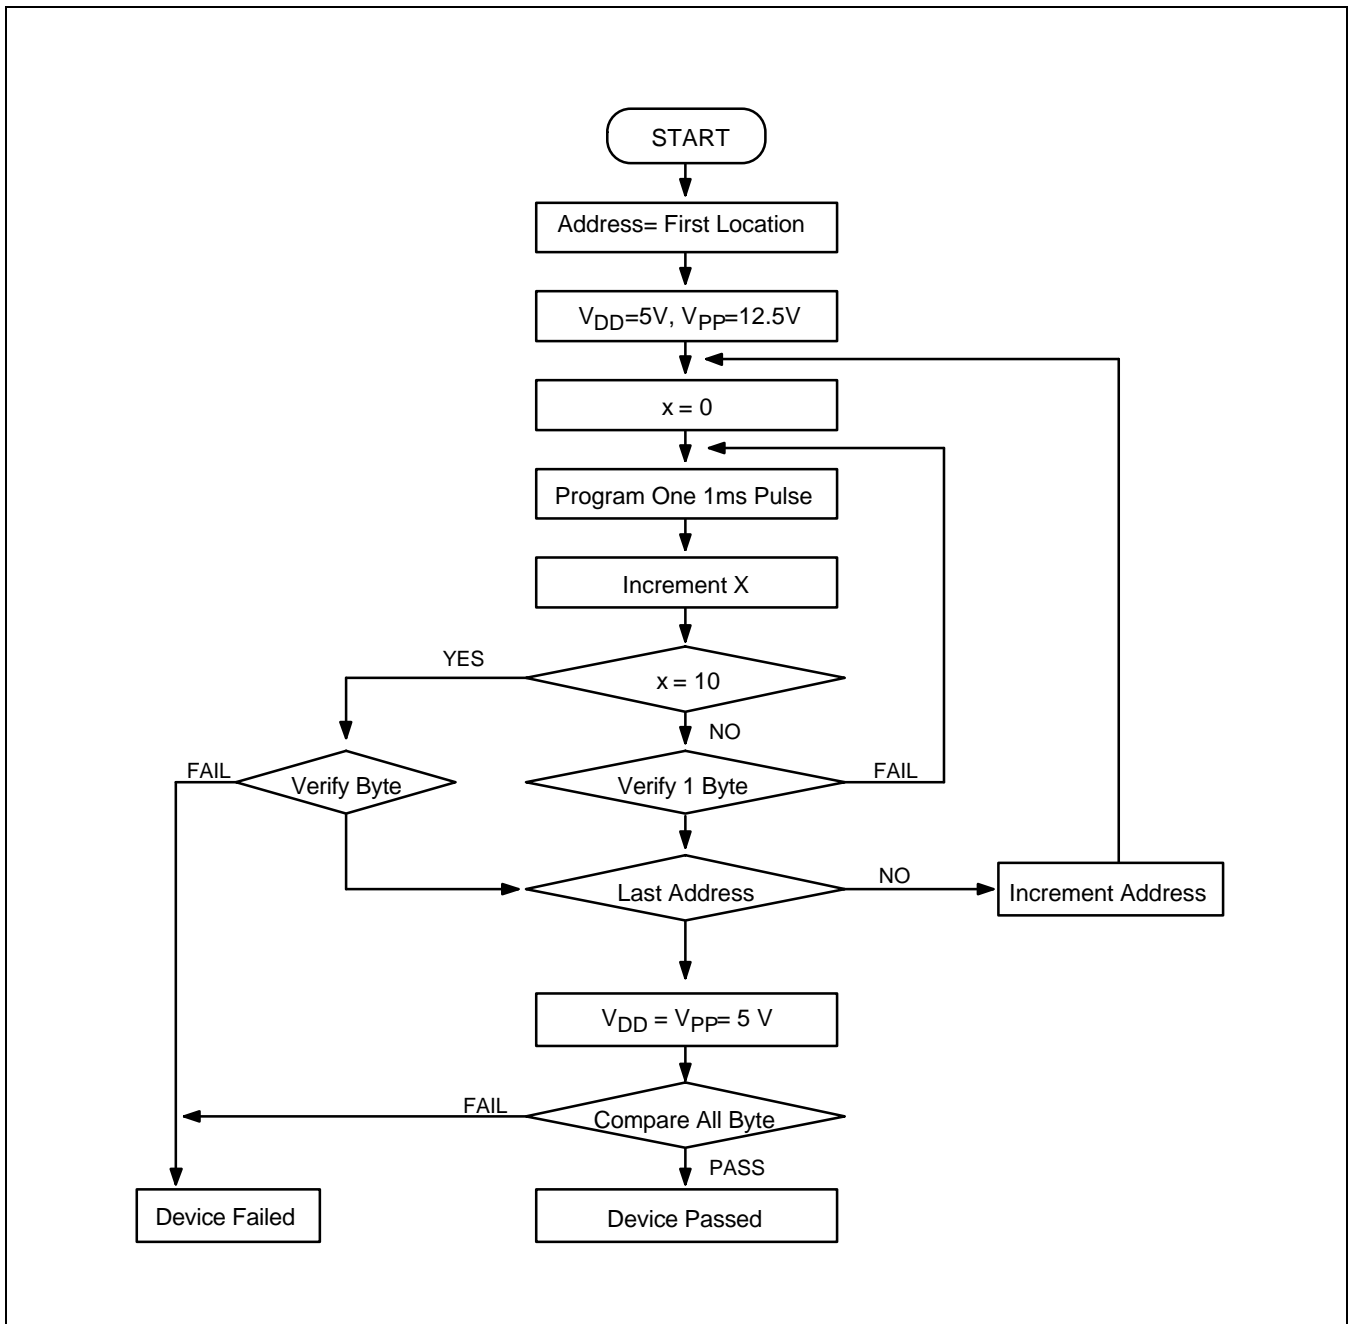 START
Address= First Location
VDD=5V, VPP=12.5V
x = 0
Program One 1ms Pulse
Increment X
YES
x = 10
NO
FAIL
Verify Byte
Verify 1 Byte
FAIL
Last Address
NO
Increment Address
VDD = VPP= 5 V
FAIL
Compare All Byte
PASS
Device Failed
Device Passed